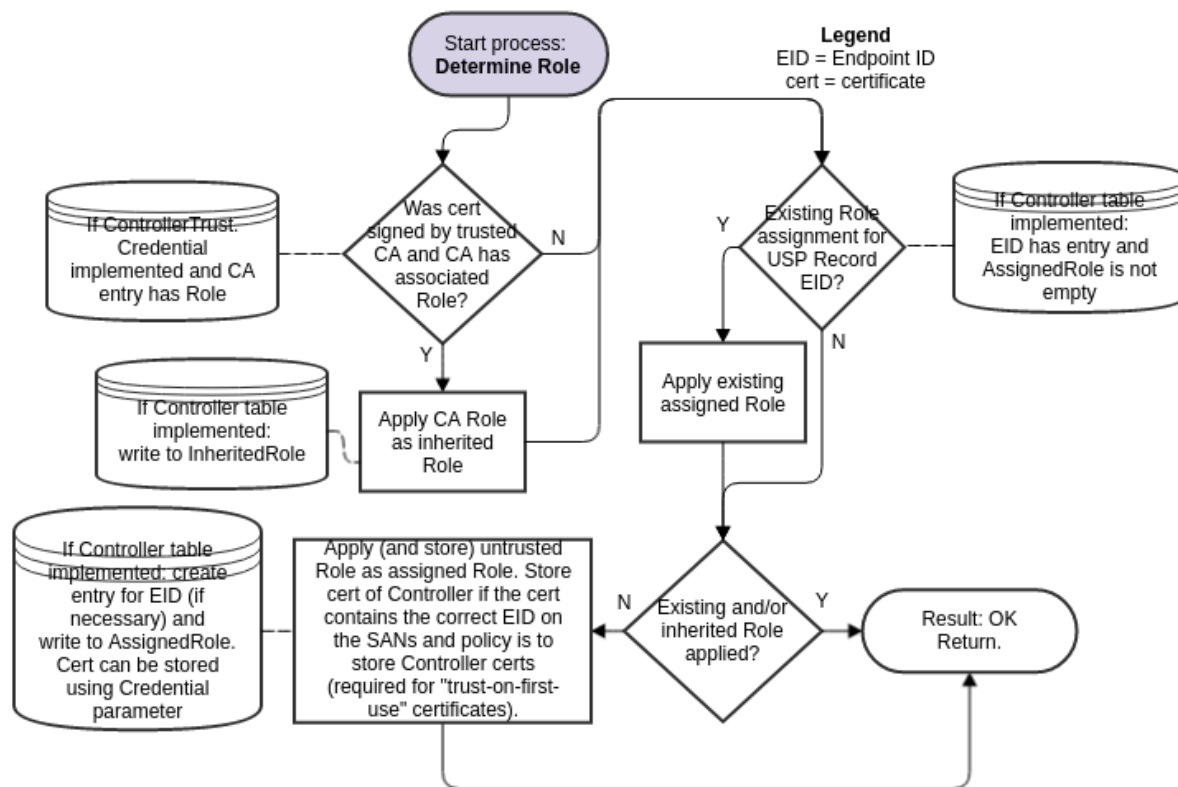 Start process:
Determine Role
Legend
EID = Endpoint ID
cert = certificate
If ControllerTrust.
Credential
implemented and CA
entry has Role
Was cert
signed by trusted
CA and CA has
associated
Role?
N
Y
Existing Role
assignment for
USP Record
EID?
Y
N
If Controller table
implemented:
EID has entry and
AssignedRole is not
empty
If Controller table
implemented:
write to InheritedRole
Apply CA Role
as inherited
Role
Apply existing
assigned Role
If Controller table
implemented: create
entry for EID (if
necessary) and
write to AssignedRole.
Cert can be stored
using Credential
parameter
Apply (and store) untrusted
Role as assigned Role. Store
cert of Controller if the cert
contains the correct EID on
the SANs and policy is to
store Controller certs
(required for "trust-on-first-
use" certificates).
N
Existing and/or
inherited Role
applied?
Y
Result: OK
Return.